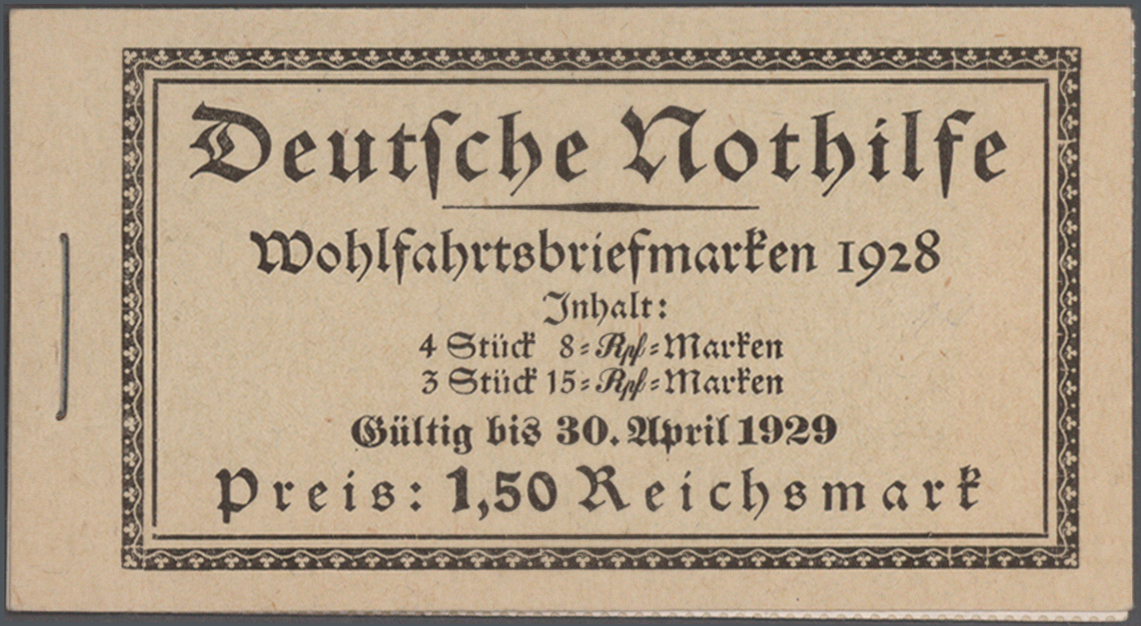 Deutſche Nothilfe
Wohlfahrtsbriefmarken 1928
Inhalt:
4 Stück 8=Rpf=Marken
3 Stück 15=Rpf=Marken
Gültig bis 30. April 1929
Preis: 1,50 Reichsmark